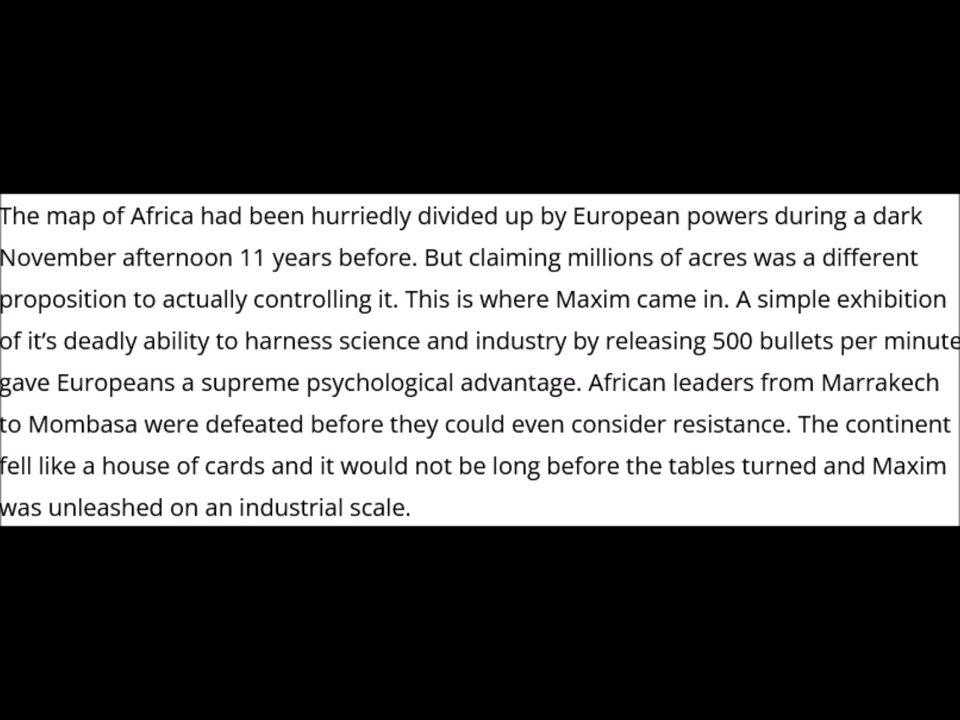 The map of Africa had been hurriedly divided up by European powers during a dark
November afternoon 11 years before. But claiming millions of acres was a different
proposition to actually controlling it. This is where Maxim came in. A simple exhibition
of it’s deadly ability to harness science and industry by releasing 500 bullets per minute
gave Europeans a supreme psychological advantage. African leaders from Marrakech
to Mombasa were defeated before they could even consider resistance. The continent
fell like a house of cards and it would not be long before the tables turned and Maxim
was unleashed on an industrial scale.